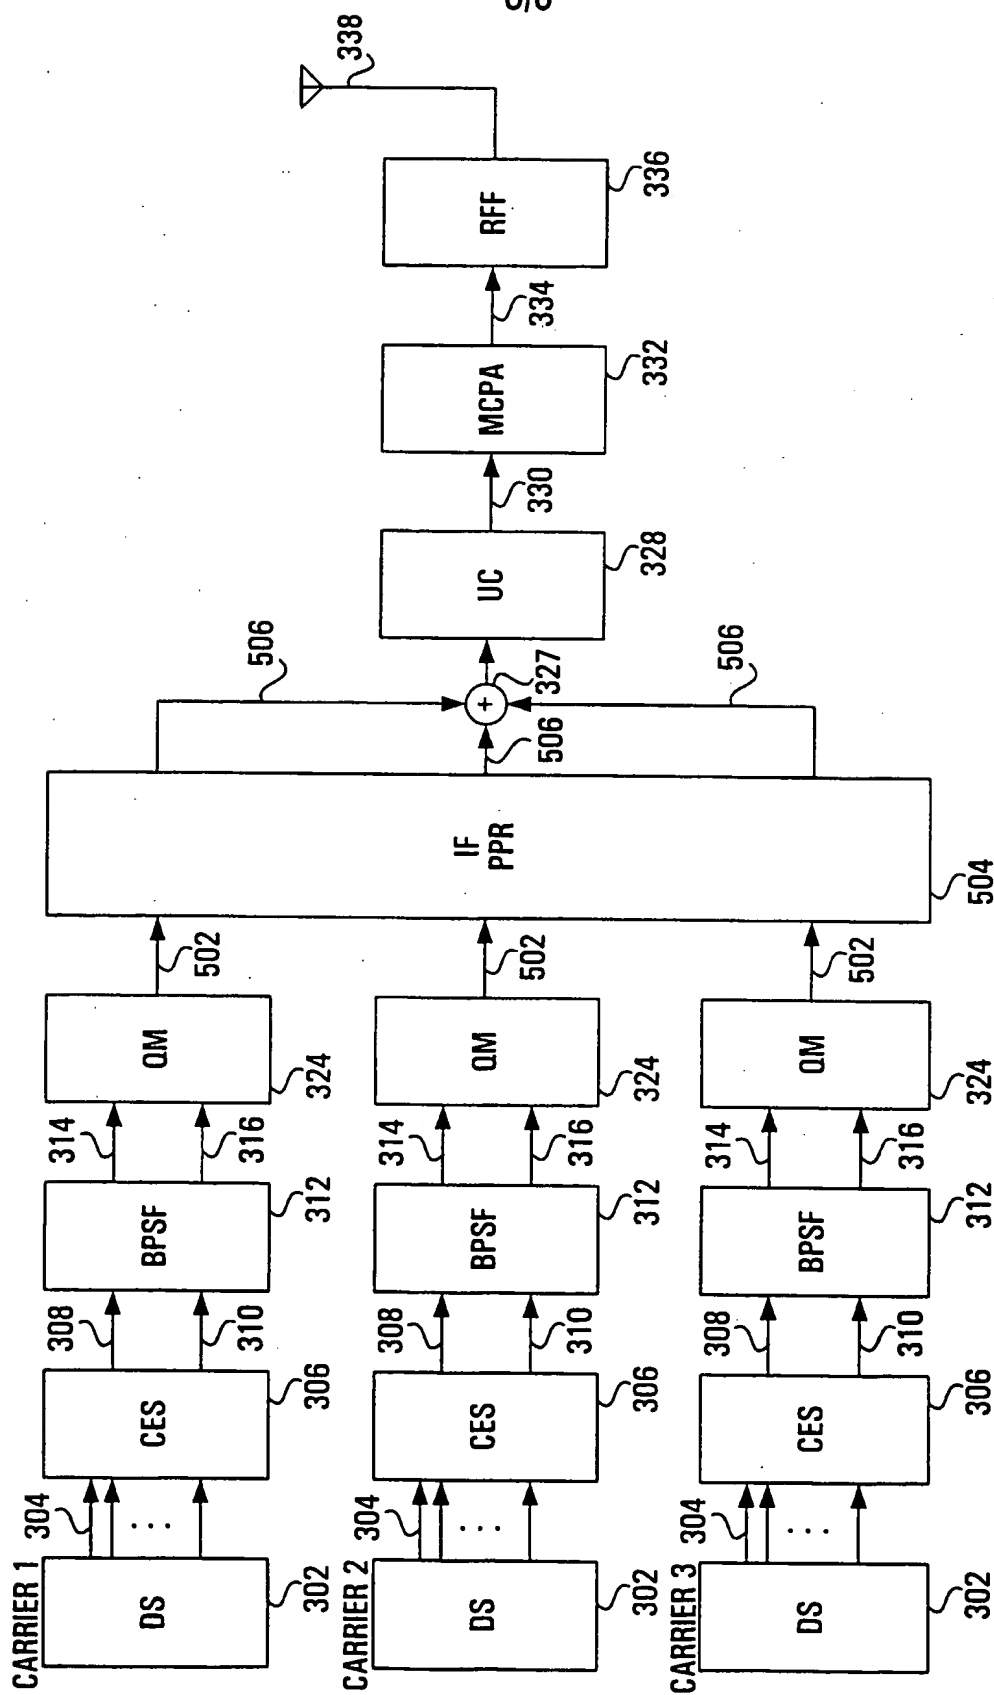 CARRIER 1
DS
302
304
. . .
CES
306
308
310
BPSF
312
314
316
QM
324
502
CARRIER 2
DS
302
304
. . .
CES
306
308
310
BPSF
312
314
316
QM
324
502
CARRIER 3
DS
302
304
. . .
CES
306
308
310
BPSF
312
314
316
QM
324
502
IF
PPR
504
506
506
506
+
327
UC
328
330
MCPA
332
334
RFF
336
338